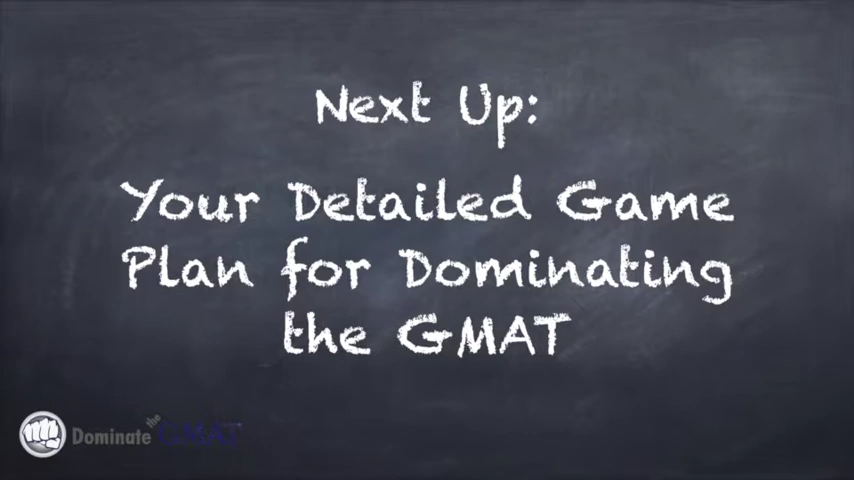 Next Up:
Your Detailed Game
Plan for Dominating
the GMAT
Dominate the GMAT